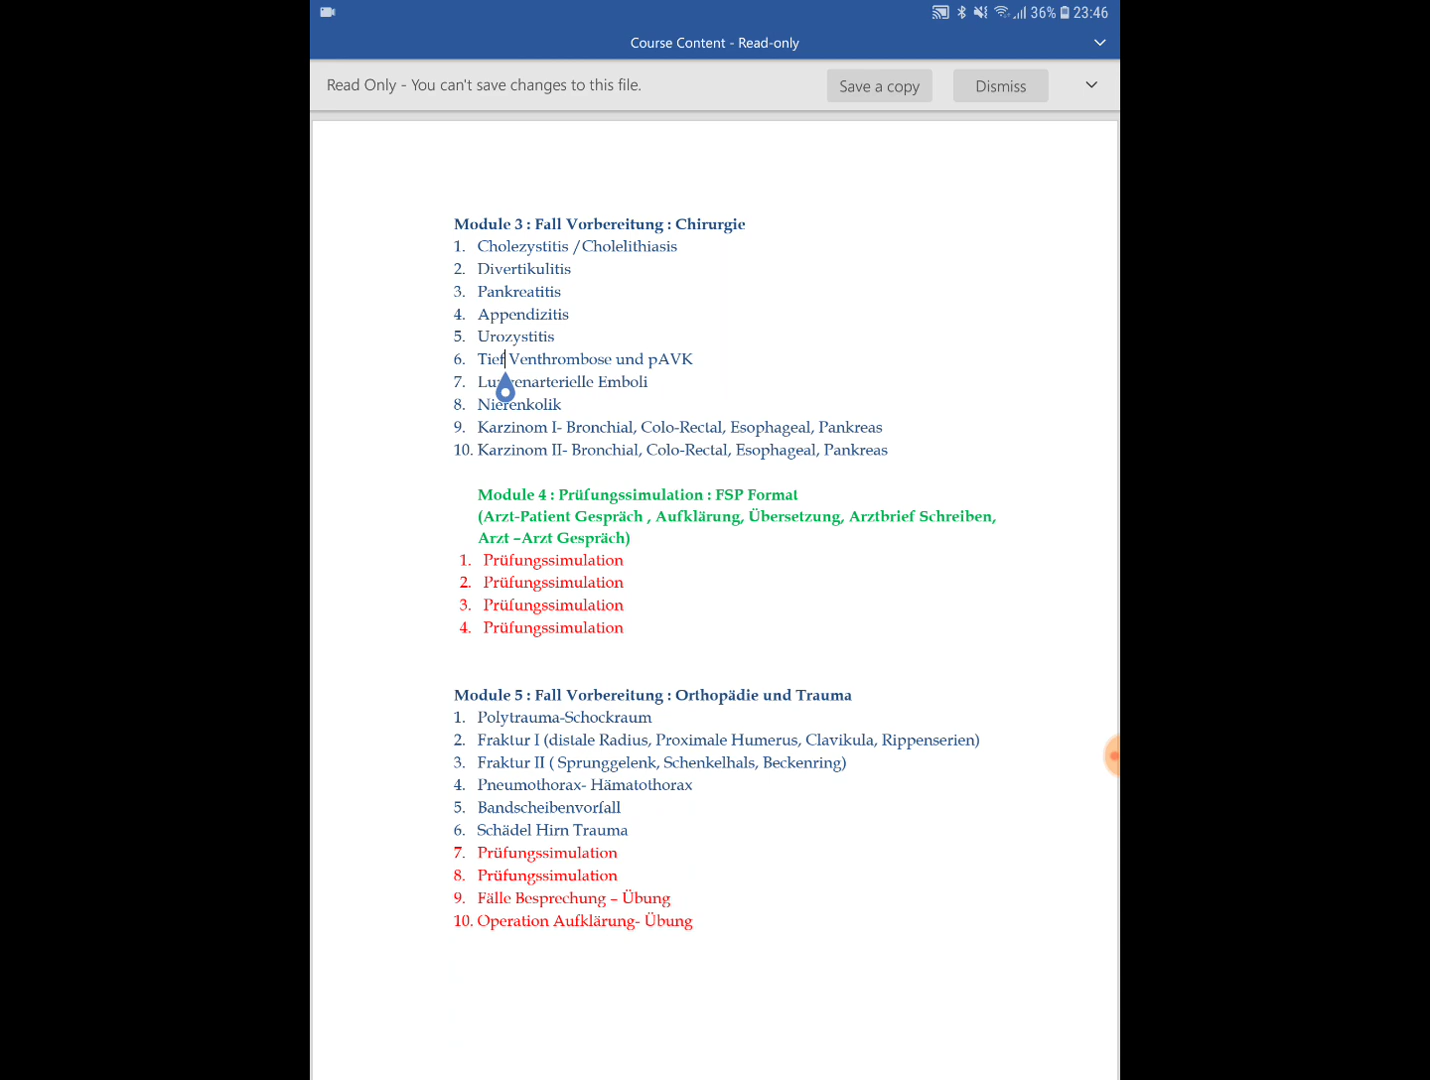 36% 23:46
Course Content - Read-only
Read Only - You can't save changes to this file.
Save a copy
Dismiss
Module 3 : Fall Vorbereitung : Chirurgie
1. Cholezystitis /Cholelithiasis
2. Divertikulitis
3. Pankreatitis
4. Appendizitis
5. Urozystitis
6. Tief Venthrombose und pAVK
7. Emboli
8. Nierenkolik
9. Karzinom I- Bronchial, Colo-Rectal, Esophageal, Pankreas
10. Karzinom II- Bronchial, Colo-Rectal, Esophageal, Pankreas
Module 4 : Prüfungssimulation : FSP Format
(Arzt-Patient Gespräch , Aufklärung, Übersetzung, Arztbrief Schreiben,
Arzt –Arzt Gespräch)
1. Prüfungssimulation
2. Prüfungssimulation
3. Prüfungssimulation
4. Prüfungssimulation
Module 5 : Fall Vorbereitung : Orthopädie und Trauma
1. Polytrauma-Schockraum
2. Fraktur I (distale Radius, Proximale Humerus, Clavikula, Rippenserien)
3. Fraktur II ( Sprunggelenk, Schenkelhals, Beckenring)
4. Pneumothorax- Hämatothorax
5. Bandscheibenvorfall
6. Schädel Hirn Trauma
7. Prüfungssimulation
8. Prüfungssimulation
9. Fälle Besprechung – Übung
10. Operation Aufklärung- Übung